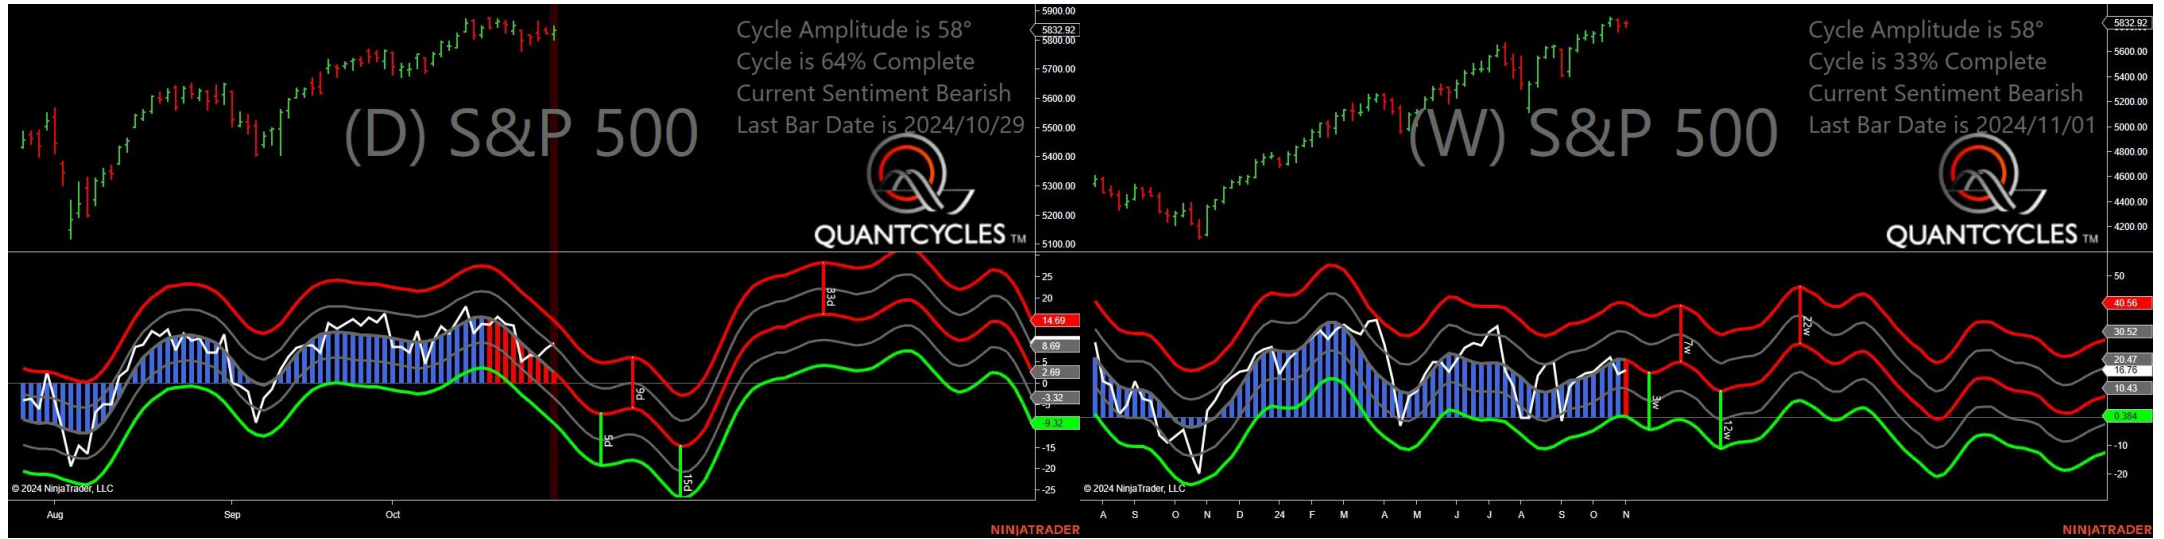 Cycle Amplitude is 58°
Cycle is 64% Complete
Current Sentiment Bearish
Last Bar Date is 2024/10/29
(D) S&P 500
QUANTCYCLES TM
5900.00
5832.92
5800.00
5700.00
5600.00
5500.00
5400.00
5300.00
5200.00
5100.00
25
20
14.69
8.69
5
2.69
0
-3.32
-5
-9.32
-15
-20
-25
33d
9d
5d
15d
© 2024 NinjaTrader, LLC
Aug Sep Oct
NINJATRADER
Cycle Amplitude is 58°
Cycle is 33% Complete
Current Sentiment Bearish
Last Bar Date is 2024/11/01
(W) S&P 500
QUANTCYCLES TM
5832.92
5600.00
5400.00
5200.00
5000.00
4800.00
4600.00
4400.00
4200.00
50
40.56
30.52
20.47
16.76
10.43
0.384
-10
-20
7w
22w
3w
12w
© 2024 NinjaTrader, LLC
A S O N D 24 F M A M J J A S O N
NINJATRADER